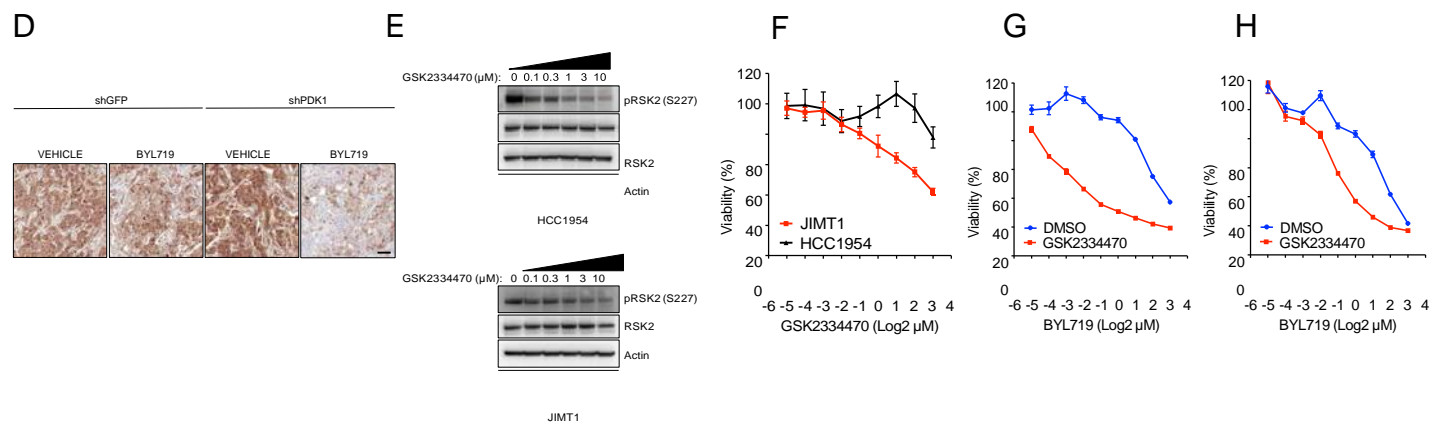 D
shGFP shPDK1
VEHICLE BYL719 VEHICLE BYL719
E
GSK2334470 (µM): 0 0.1 0.3 1 3 10
pRSK2 (S227)
RSK2
Actin
HCC1954
GSK2334470 (µM): 0 0.1 0.3 1 3 10
pRSK2 (S227)
RSK2
Actin
JIMT1
F
Viability (%)
120
100
80
60
40
20
0
JIMT1
HCC1954
-6 -5 -4 -3 -2 -1 0 1 2 3 4
GSK2334470 (Log2 µM)
G
Viability (%)
120
100
80
60
40
20
0
DMSO
GSK2334470
-6 -5 -4 -3 -2 -1 0 1 2 3 4
BYL719 (Log2 µM)
H
Viability (%)
120
100
80
60
40
20
0
DMSO
GSK2334470
-6 -5 -4 -3 -2 -1 0 1 2 3 4
BYL719 (Log2 µM)